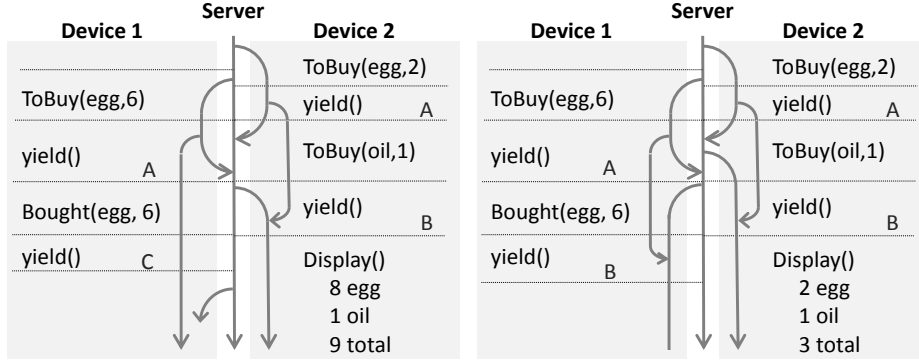 Server
Device 1
Device 2
ToBuy(egg,2)
ToBuy(egg,6)
yield()
A
yield()
A
ToBuy(oil,1)
Bought(egg, 6)
yield()
B
yield()
C
Display()
8 egg
1 oil
9 total
Server
Device 1
Device 2
ToBuy(egg,2)
ToBuy(egg,6)
yield()
A
yield()
A
ToBuy(oil,1)
Bought(egg, 6)
yield()
B
yield()
B
Display()
2 egg
1 oil
3 total